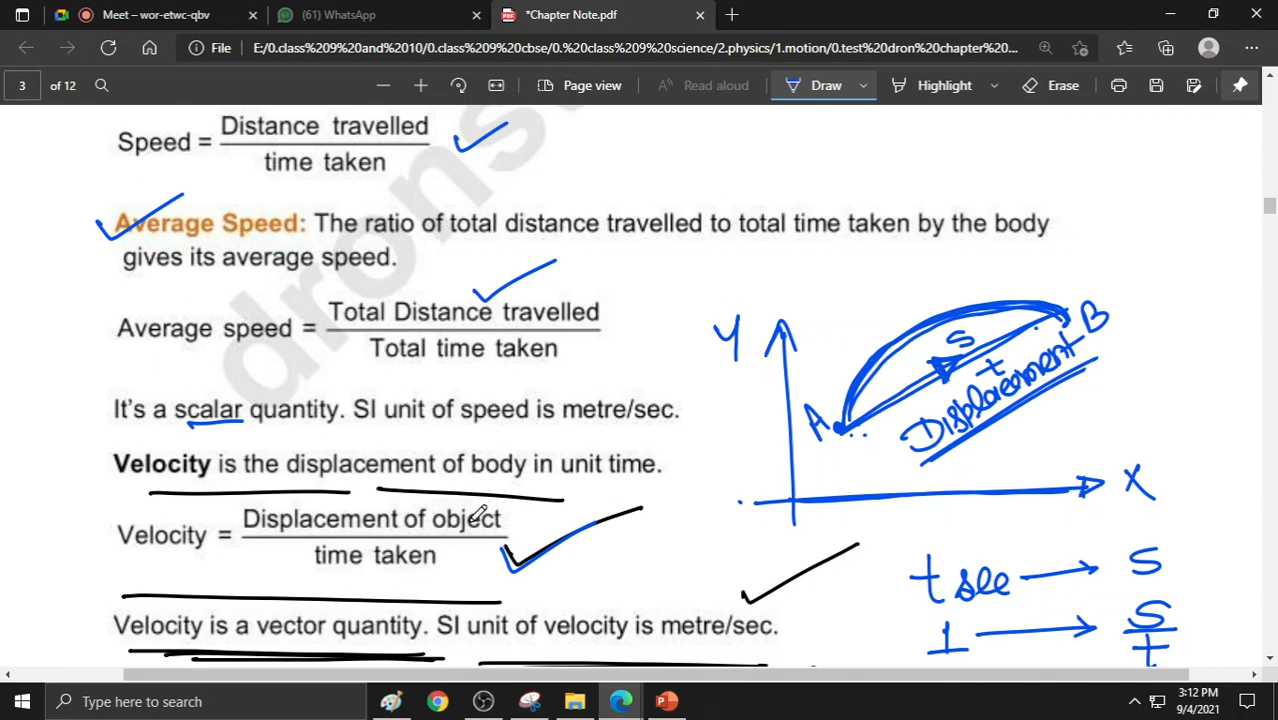 Meet – wor-etwc-qbv
(61) WhatsApp
*Chapter Note.pdf
File
E:/0.class%209%20and%2010/0.class%209%20cbse/0.%20class%209%20science/2.physics/1.motion/0.test%20dron%20chapter%20...
3
of 12
Page view
Read aloud
Draw
Highlight
Erase
Speed = Distance travelled
time taken
Average Speed: The ratio of total distance travelled to total time taken by the body
gives its average speed.
Average speed = Total Distance travelled
Total time taken
It's a scalar quantity. SI unit of speed is metre/sec.
Velocity is the displacement of body in unit time.
Velocity = Displacement of object
time taken
Velocity is a vector quantity. SI unit of velocity is metre/sec.
drons
Y
B
S
t
A
Displacement
X
t sec
S
1
S
t
Type here to search
3:12 PM
9/4/2021